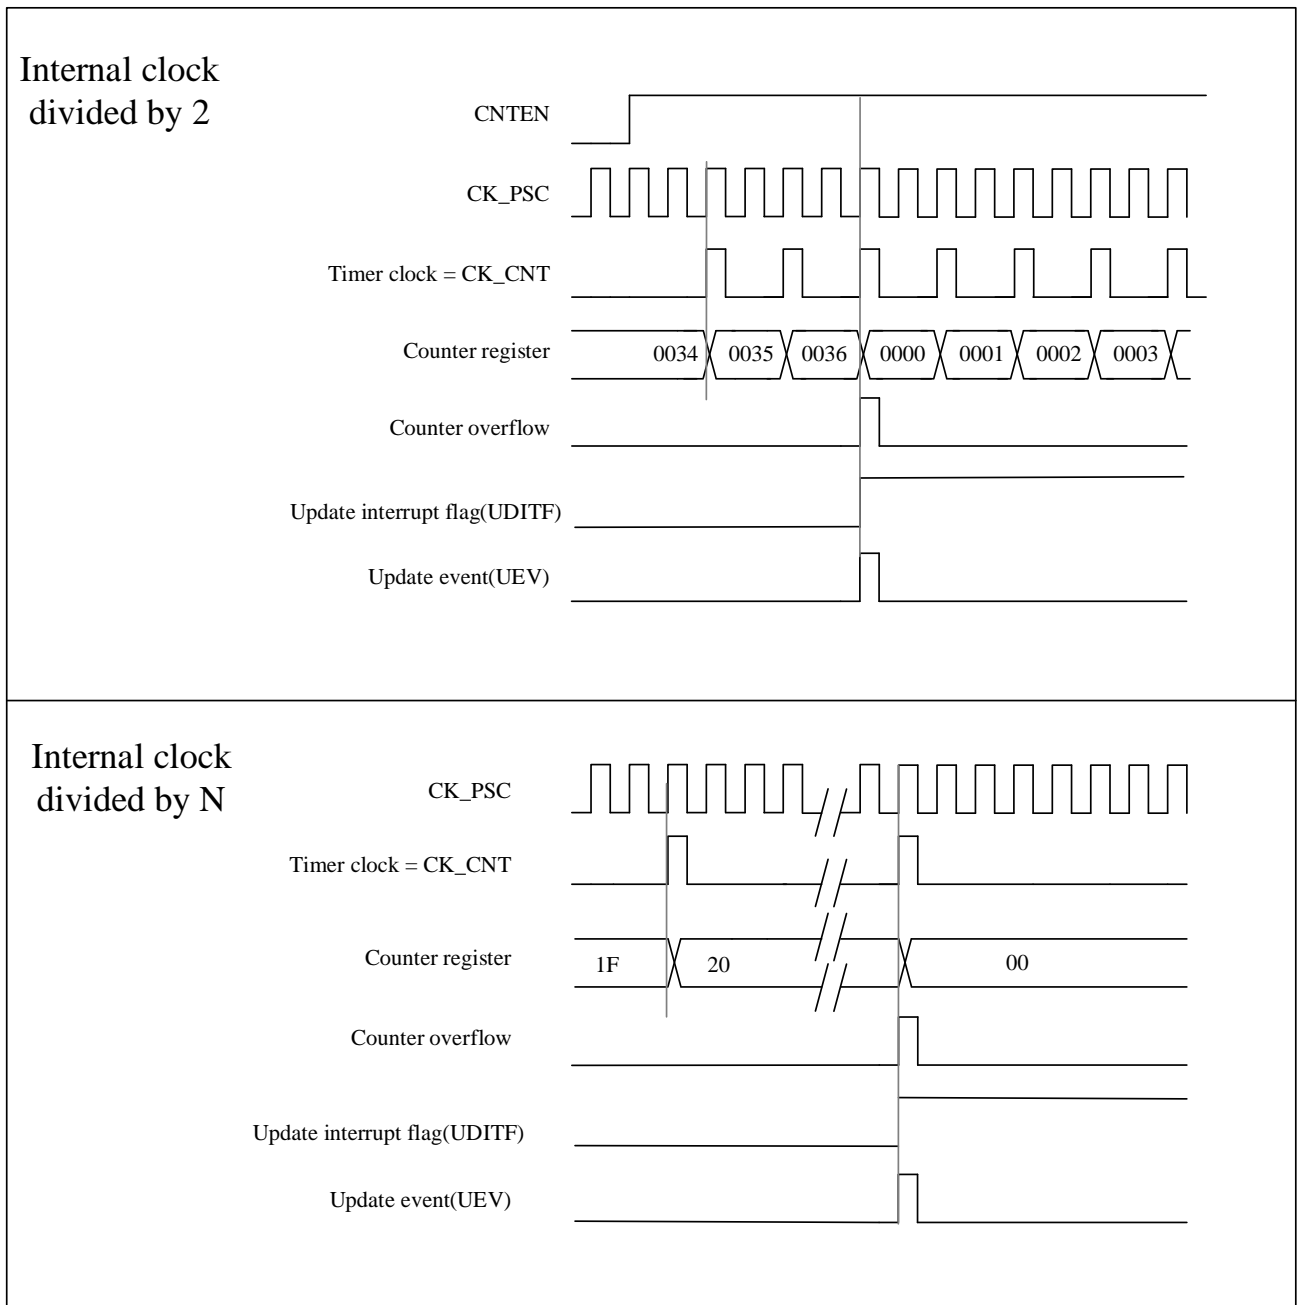 Internal clock
divided by 2
CNTEN
CK_PSC
Timer clock = CK_CNT
Counter register
0034 0035 0036 0000 0001 0002 0003
Counter overflow
Update interrupt flag(UDITF)
Update event(UEV)
Internal clock
divided by N
CK_PSC
Timer clock = CK_CNT
Counter register
1F 20 00
Counter overflow
Update interrupt flag(UDITF)
Update event(UEV)